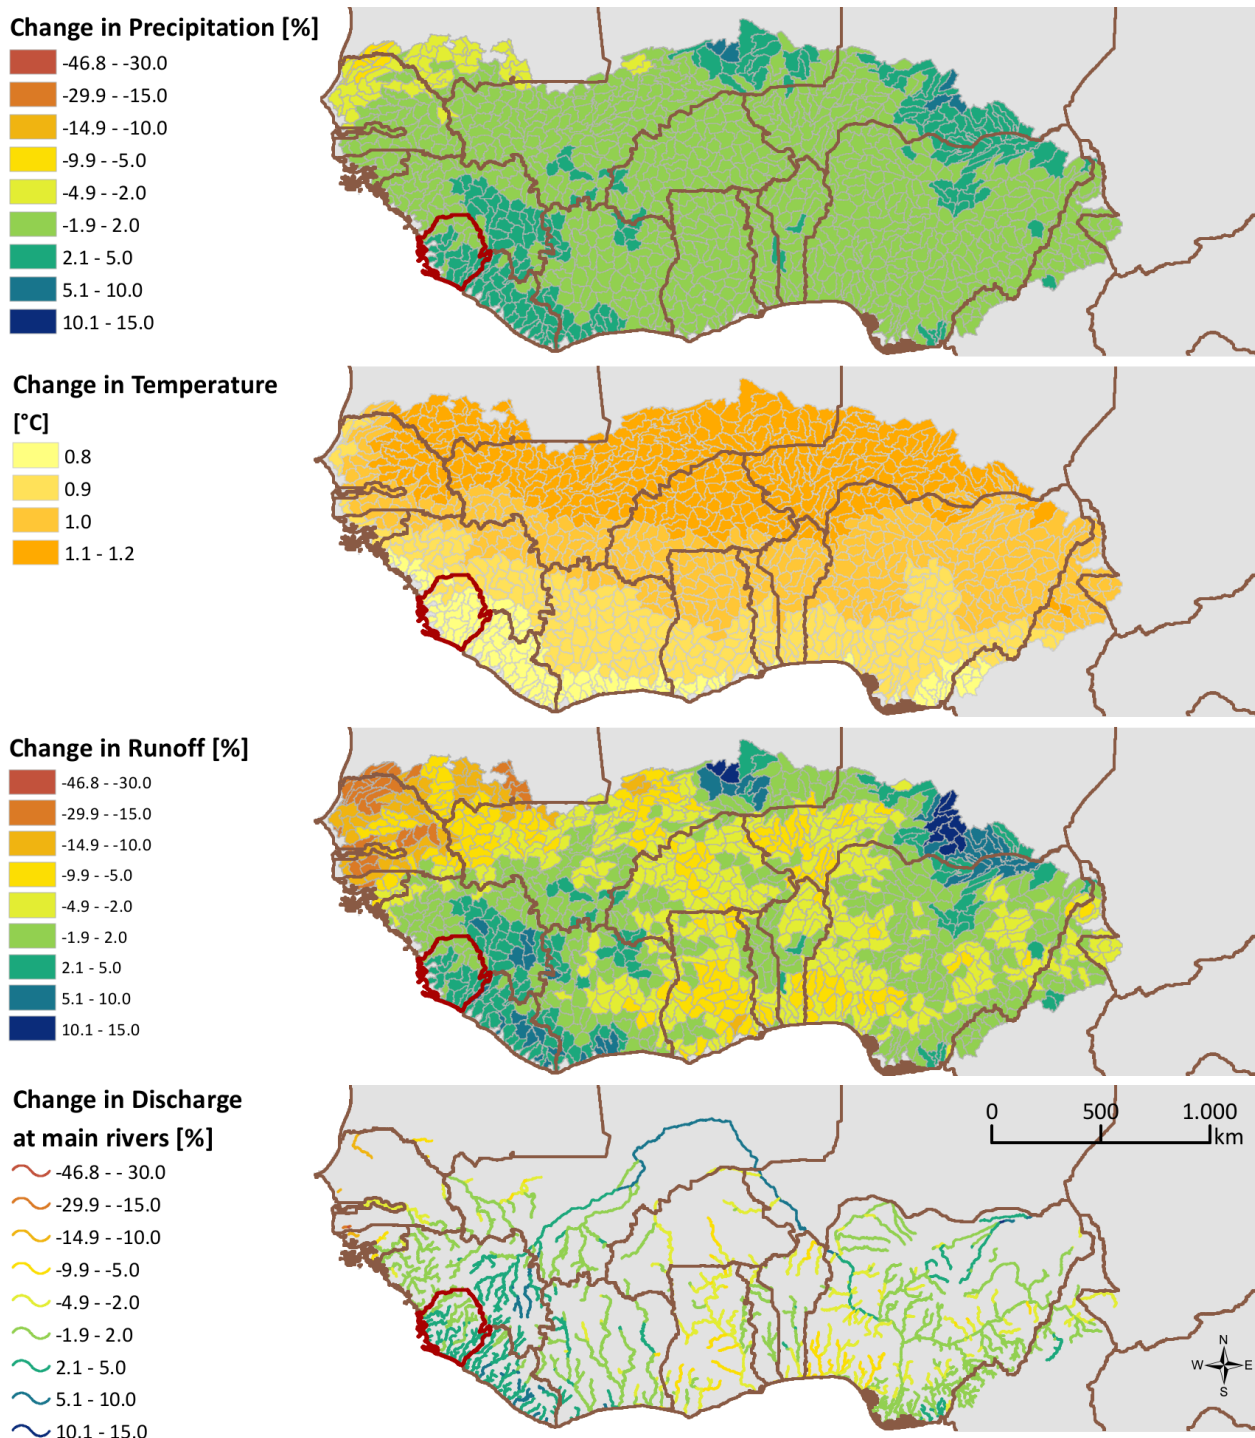 Change in Precipitation [%]
-46.8 - -30.0
-29.9 - -15.0
-14.9 - -10.0
-9.9 - -5.0
-4.9 - -2.0
-1.9 - 2.0
2.1 - 5.0
5.1 - 10.0
10.1 - 15.0
Change in Temperature
[°C]
0.8
0.9
1.0
1.1 - 1.2
Change in Runoff [%]
-46.8 - -30.0
-29.9 - -15.0
-14.9 - -10.0
-9.9 - -5.0
-4.9 - -2.0
-1.9 - 2.0
2.1 - 5.0
5.1 - 10.0
10.1 - 15.0
Change in Discharge
at main rivers [%]
-46.8 - - 30.0
-29.9 - -15.0
-14.9 - -10.0
-9.9 - -5.0
-4.9 - -2.0
-1.9 - 2.0
2.1 - 5.0
5.1 - 10.0
10.1 - 15.0
0 500 1.000
km
N
W E
S